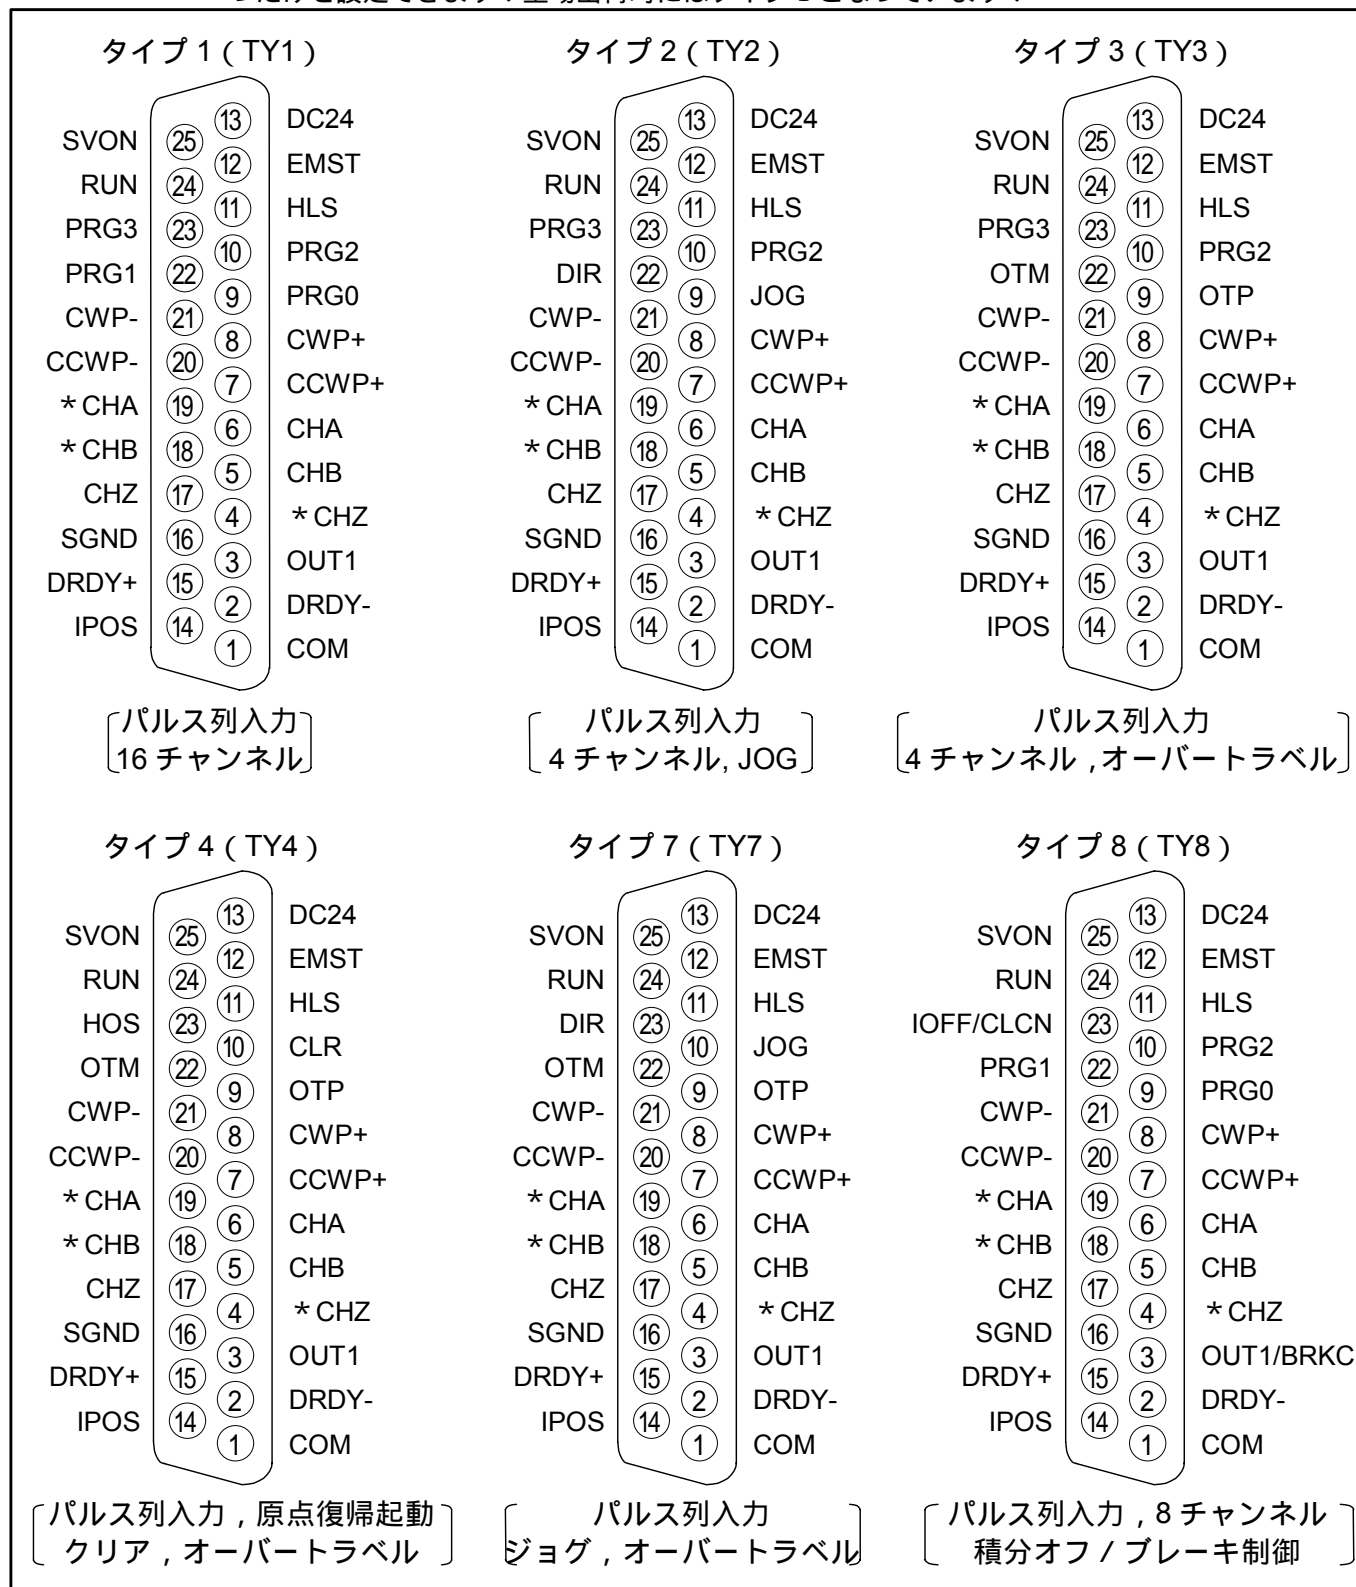 タイプ 1 ( TY1 )
SVON 25 13 DC24
RUN 24 12 EMST
PRG3 23 11 HLS
PRG1 22 10 PRG2
CWP- 21 9 PRG0
CCWP- 20 8 CWP+
*CHA 19 7 CCWP+
*CHB 18 6 CHA
CHZ 17 5 CHB
SGND 16 4 *CHZ
DRDY+ 15 3 OUT1
IPOS 14 2 DRDY-
1 COM
パルス列入力
16 チャンネル
タイプ 2 ( TY2 )
SVON 25 13 DC24
RUN 24 12 EMST
PRG3 23 11 HLS
DIR 22 10 PRG2
CWP- 21 9 JOG
CCWP- 20 8 CWP+
*CHA 19 7 CCWP+
*CHB 18 6 CHA
CHZ 17 5 CHB
SGND 16 4 *CHZ
DRDY+ 15 3 OUT1
IPOS 14 2 DRDY-
1 COM
パルス列入力
4 チャンネル, JOG
タイプ 3 ( TY3 )
SVON 25 13 DC24
RUN 24 12 EMST
PRG3 23 11 HLS
OTM 22 10 PRG2
CWP- 21 9 OTP
CCWP- 20 8 CWP+
*CHA 19 7 CCWP+
*CHB 18 6 CHA
CHZ 17 5 CHB
SGND 16 4 *CHZ
DRDY+ 15 3 OUT1
IPOS 14 2 DRDY-
1 COM
パルス列入力
4 チャンネル , オーバートラベル
タイプ 4 ( TY4 )
SVON 25 13 DC24
RUN 24 12 EMST
HOS 23 11 HLS
OTM 22 10 CLR
CWP- 21 9 OTP
CCWP- 20 8 CWP+
*CHA 19 7 CCWP+
*CHB 18 6 CHA
CHZ 17 5 CHB
SGND 16 4 *CHZ
DRDY+ 15 3 OUT1
IPOS 14 2 DRDY-
1 COM
パルス列入力 , 原点復帰起動
クリア , オーバートラベル
タイプ 7 ( TY7 )
SVON 25 13 DC24
RUN 24 12 EMST
DIR 23 11 HLS
OTM 22 10 JOG
CWP- 21 9 OTP
CCWP- 20 8 CWP+
*CHA 19 7 CCWP+
*CHB 18 6 CHA
CHZ 17 5 CHB
SGND 16 4 *CHZ
DRDY+ 15 3 OUT1
IPOS 14 2 DRDY-
1 COM
パルス列入力
ジョグ , オーバートラベル
タイプ 8 ( TY8 )
SVON 25 13 DC24
RUN 24 12 EMST
IOFF/CLCN 23 11 HLS
PRG1 22 10 PRG2
CWP- 21 9 PRG0
CCWP- 20 8 CWP+
*CHA 19 7 CCWP+
*CHB 18 6 CHA
CHZ 17 5 CHB
SGND 16 4 *CHZ
DRDY+ 15 3 OUT1/BRKC
IPOS 14 2 DRDY-
1 COM
パルス列入力 , 8 チャンネル
積分オフ / ブレーキ制御